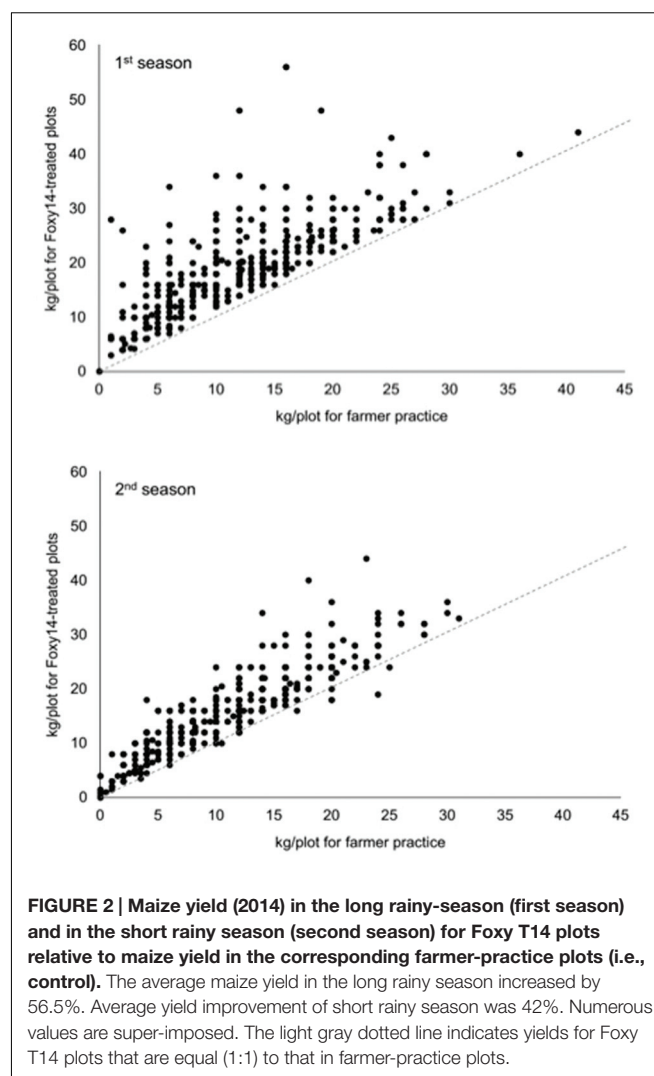 60
1st season
50
40
30
20
10
0
kg/plot for Foxy14-treated plots
0 5 10 15 20 25 30 35 40 45
kg/plot for farmer practice
60
2nd season
50
40
30
20
10
0
kg/plot for Foxy14-treated plots
0 5 10 15 20 25 30 35 40 45
kg/plot for farmer practice
FIGURE 2 | Maize yield (2014) in the long rainy-season (first season)
and in the short rainy season (second season) for Foxy T14 plots
relative to maize yield in the corresponding farmer-practice plots (i.e.,
control). The average maize yield in the long rainy season increased by
56.5%. Average yield improvement of short rainy season was 42%. Numerous
values are super-imposed. The light gray dotted line indicates yields for Foxy
T14 plots that are equal (1:1) to that in farmer-practice plots.